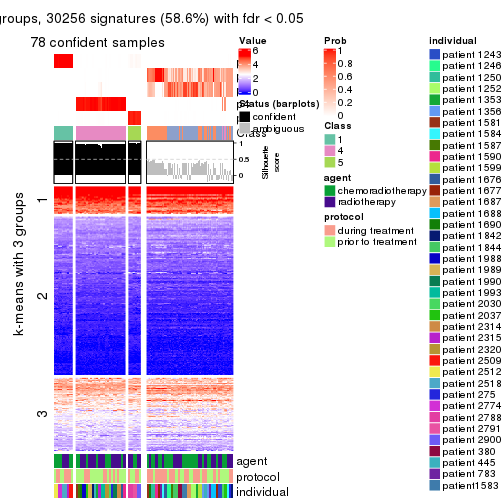 groups, 30256 signatures (58.6%) with fdr < 0.05
78 confident samples
k-means with 3 groups
1
2
3
agent
protocol
individual
Value
6
4
2
0
Status (barplots)
confident
ambiguous
Class
1
0.5
0
Silhouette
score
Prob
1
0.8
0.6
0.4
0.2
0
Class
1
4
5
agent
chemoradiotherapy
radiotherapy
protocol
during treatment
prior to treatment
individual
patient 1243
patient 1246
patient 1250
patient 1252
patient 1353
patient 1356
patient 1581
patient 1584
patient 1587
patient 1590
patient 1599
patient 1676
patient 1677
patient 1687
patient 1688
patient 1690
patient 1842
patient 1844
patient 1988
patient 1989
patient 1990
patient 1993
patient 2030
patient 2037
patient 2314
patient 2315
patient 2320
patient 2509
patient 2512
patient 2518
patient 275
patient 2774
patient 2788
patient 2791
patient 2900
patient 380
patient 445
patient 783
patient1583